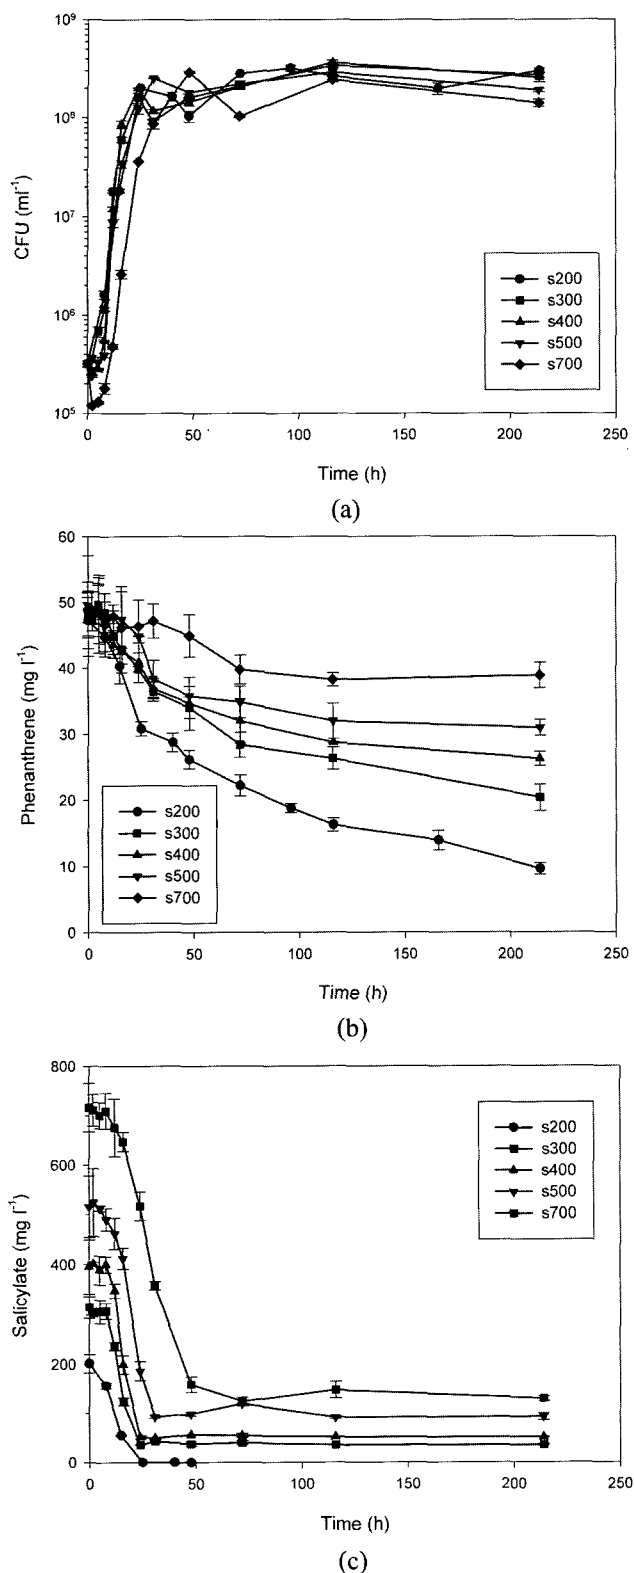 10⁹
10⁸
10⁷
10⁶
10⁵
CFU (ml⁻¹)
s200
s300
s400
s500
s700
0 50 100 150 200 250
Time (h)
(a)
60
50
40
30
20
10
0
Phenanthrene (mg l⁻¹)
s200
s300
s400
s500
s700
0 50 100 150 200 250
Time (h)
(b)
800
600
400
200
0
Salicylate (mg l⁻¹)
s200
s300
s400
s500
s700
0 50 100 150 200 250
Time (h)
(c)